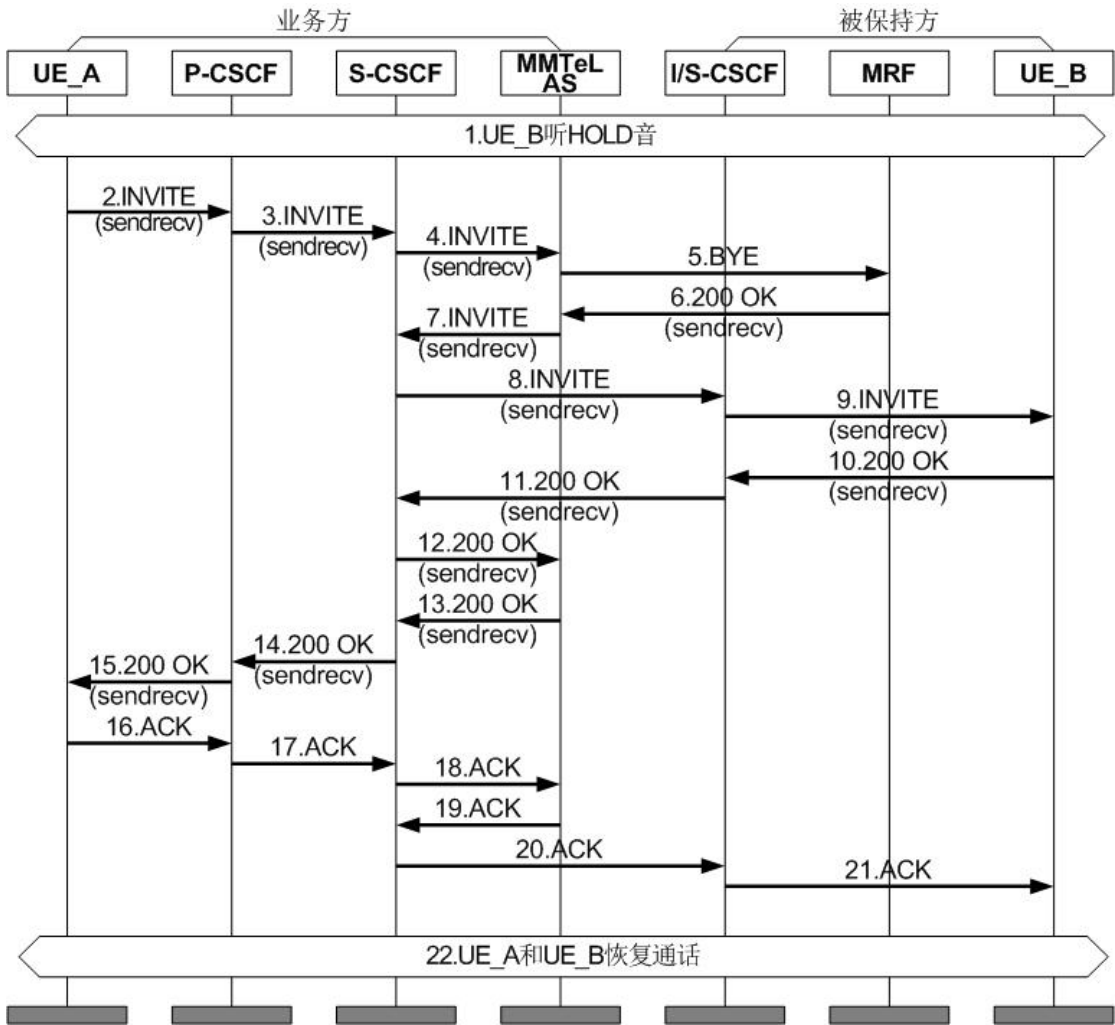 业务方
被保持方
UE_A
P-CSCF
S-CSCF
MMTeL
AS
I/S-CSCF
MRF
UE_B
1.UE_B听HOLD音
2.INVITE
(sendrecv)
3.INVITE
(sendrecv)
4.INVITE
(sendrecv)
5.BYE
6.200 OK
(sendrecv)
7.INVITE
(sendrecv)
8.INVITE
(sendrecv)
9.INVITE
(sendrecv)
10.200 OK
(sendrecv)
11.200 OK
(sendrecv)
12.200 OK
(sendrecv)
13.200 OK
(sendrecv)
14.200 OK
(sendrecv)
15.200 OK
(sendrecv)
16.ACK
17.ACK
18.ACK
19.ACK
20.ACK
21.ACK
22.UE_A和UE_B恢复通话